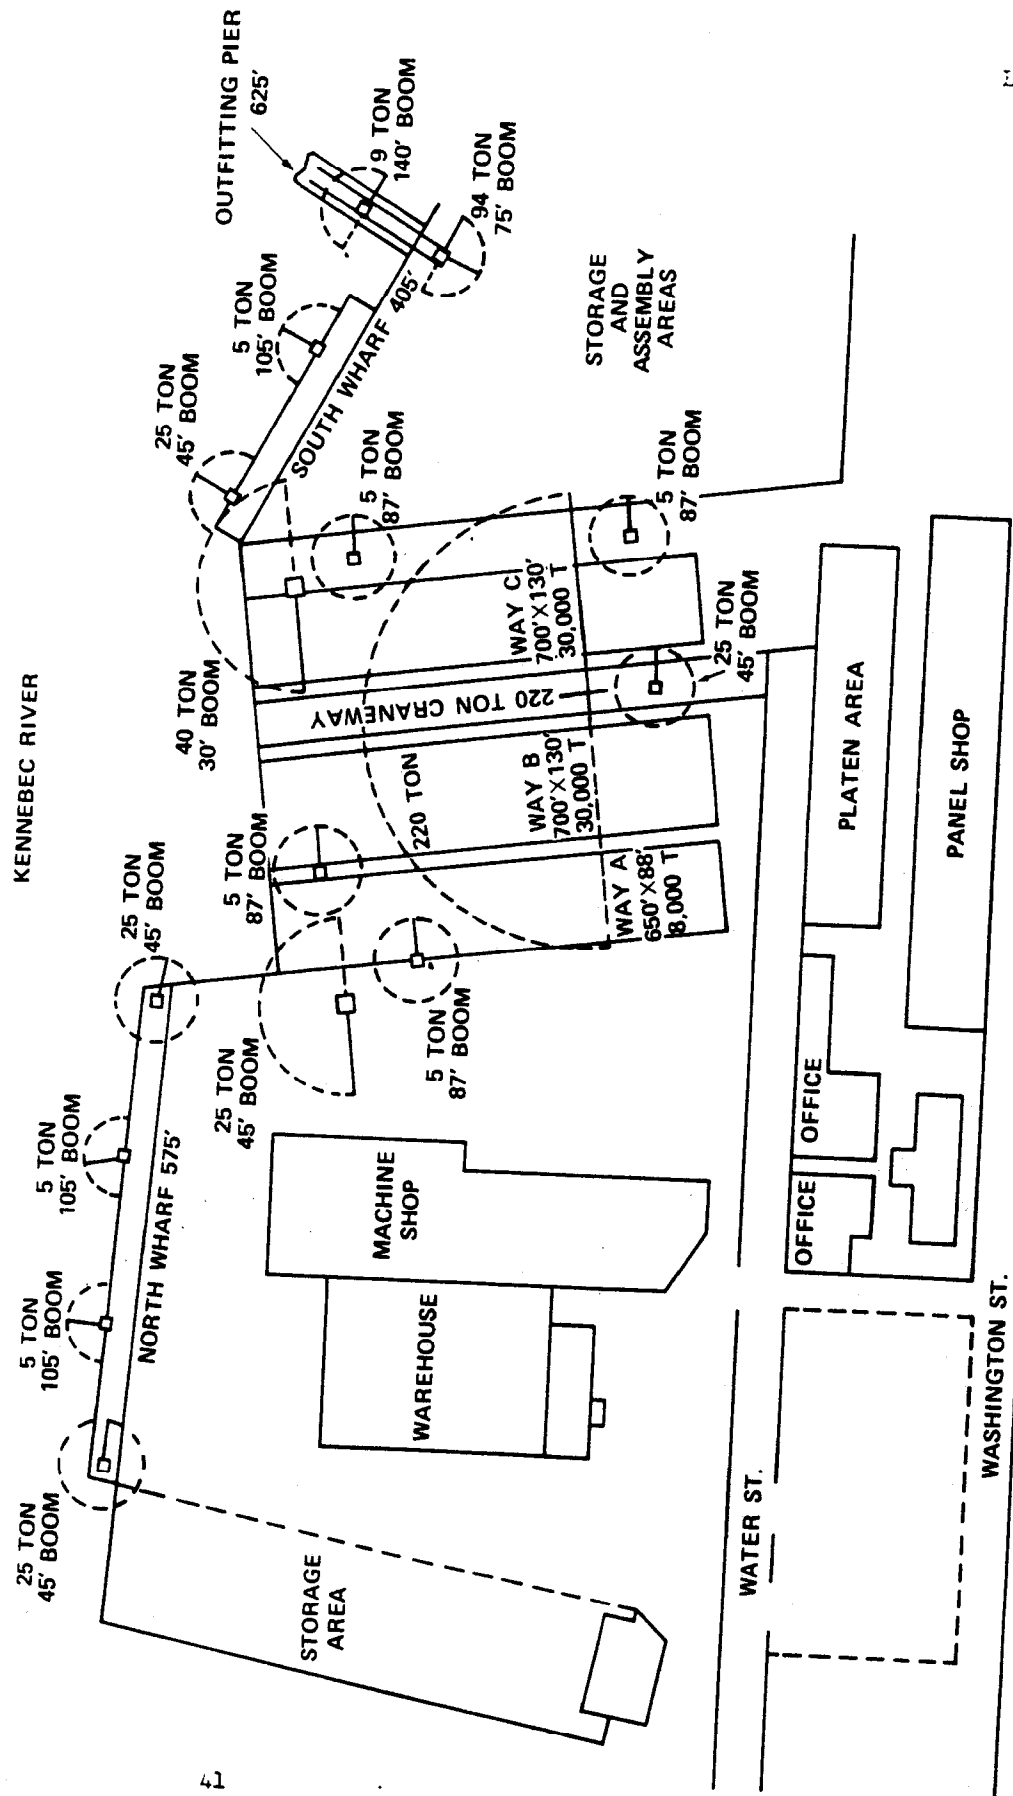 KENNEBEC RIVER
OUTFITTING PIER
625'
9 TON
140' BOOM
94 TON
75' BOOM
5 TON
105' BOOM
25 TON
45' BOOM
SOUTH WHARF 405'
STORAGE
AND
ASSEMBLY
AREAS
5 TON
87' BOOM
5 TON
87' BOOM
40 TON
30' BOOM
WAY C
700'X130'
30,000 T
220 TON CRANEWAY
25 TON
45' BOOM
220 TON
WAY B
700'X130'
30,000 T
5 TON
87' BOOM
WAY A
650'X88'
8,000 T
25 TON
45' BOOM
5 TON
87' BOOM
25 TON
45' BOOM
5 TON
105' BOOM
5 TON
105' BOOM
NORTH WHARF 575'
25 TON
45' BOOM
MACHINE
SHOP
WAREHOUSE
STORAGE
AREA
PLATEN AREA
PANEL SHOP
OFFICE
OFFICE
WATER ST.
WASHINGTON ST.
41